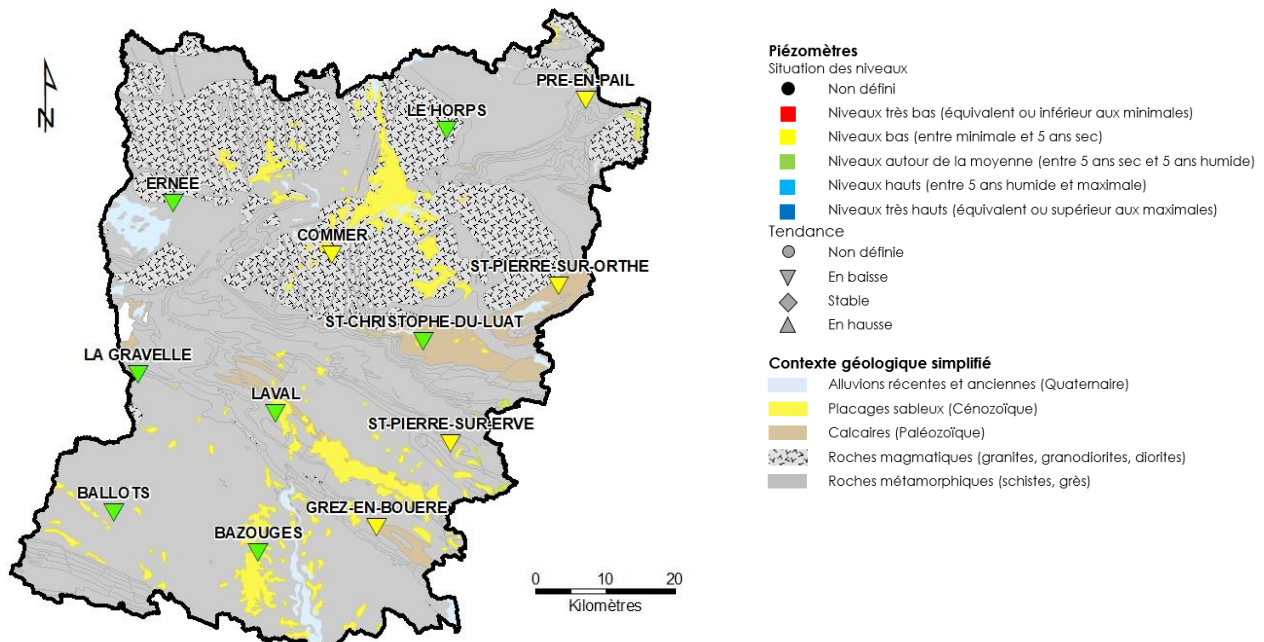 N
PRE-EN-PAIL
LE HORPS
ERNEE
COMMER
ST-PIERRE-SUR-ORTHE
ST-CHRISTOPHE-DU-LUAT
LA GRAVELLE
LAVAL
ST-PIERRE-SUR-ERVE
BALLOTS
GREZ-EN-BOUERE
BAZOUGES
0 10 20
Kilomètres
Piézomètres
Situation des niveaux
Non défini
Niveaux très bas (équivalent ou inférieur aux minimales)
Niveaux bas (entre minimale et 5 ans sec)
Niveaux autour de la moyenne (entre 5 ans sec et 5 ans humide)
Niveaux hauts (entre 5 ans humide et maximale)
Niveaux très hauts (équivalent ou supérieur aux maximales)
Tendance
Non définie
En baisse
Stable
En hausse
Contexte géologique simplifié
Alluvions récentes et anciennes (Quaternaire)
Placages sableux (Cénozoïque)
Calcaires (Paléozoïque)
Roches magmatiques (granites, granodiorites, diorites)
Roches métamorphiques (schistes, grès)